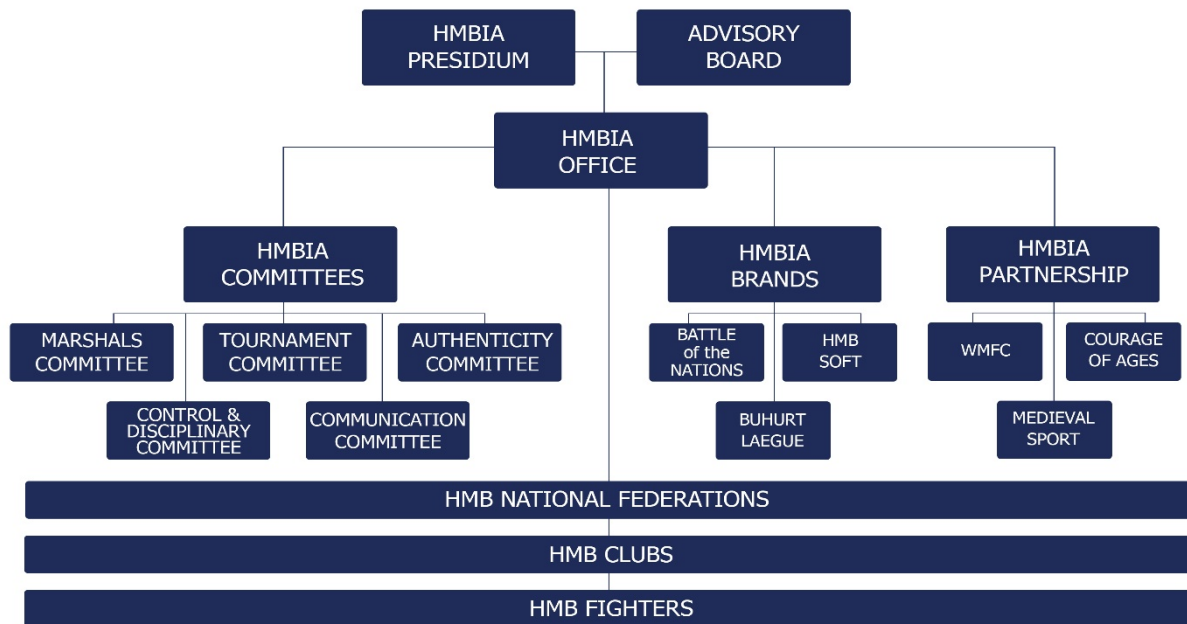 HMBIA
PRESIDIUM
ADVISORY
BOARD
HMBIA
OFFICE
HMBIA
COMMITTEES
HMBIA
BRANDS
HMBIA
PARTNERSHIP
MARSHALS
COMMITTEE
TOURNAMENT
COMMITTEE
AUTHENTICITY
COMMITTEE
CONTROL &
DISCIPLINARY
COMMITTEE
COMMUNICATION
COMMITTEE
BATTLE
of the
NATIONS
HMB
SOFT
BUHURT
LAEGUE
WMFC
COURAGE
OF AGES
MEDIEVAL
SPORT
HMB NATIONAL FEDERATIONS
HMB CLUBS
HMB FIGHTERS